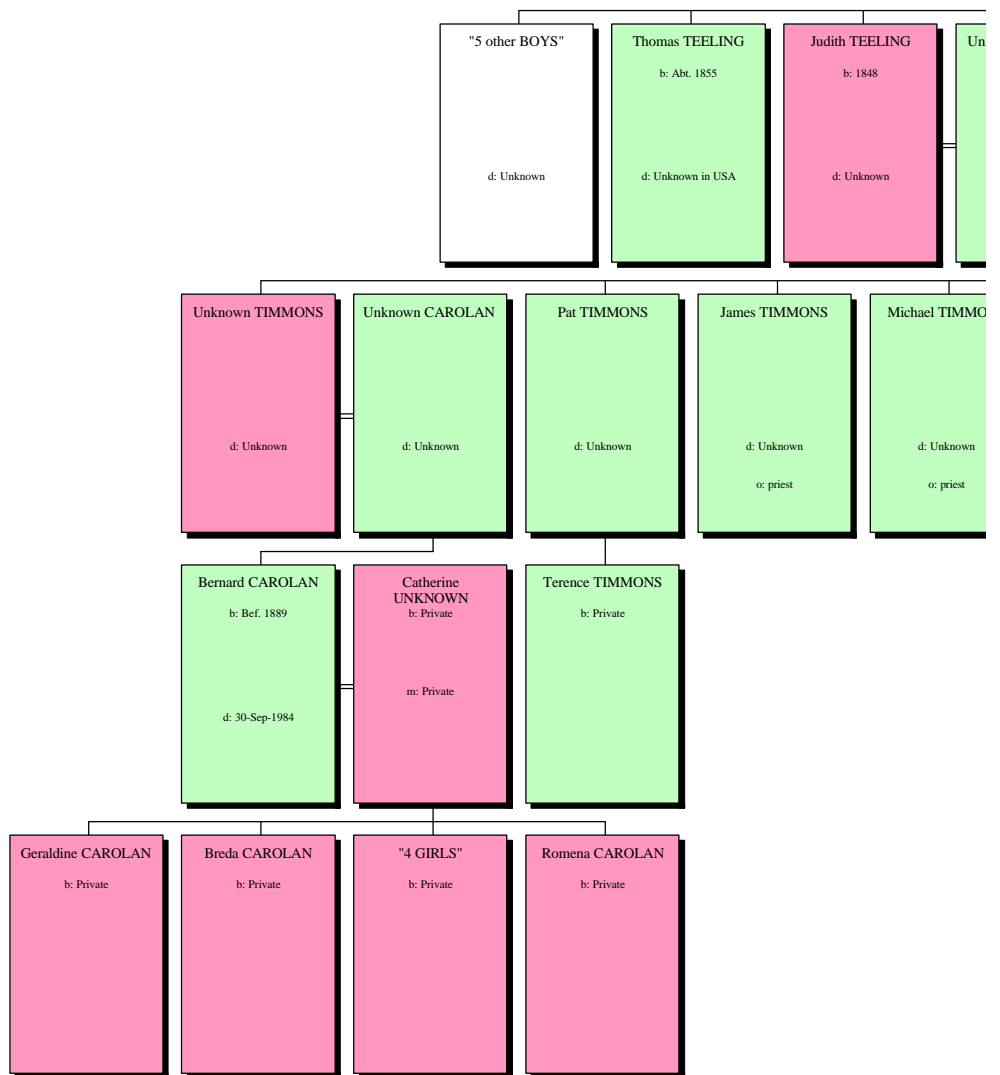 "5 other BOYS"
d: Unknown
Thomas TEELING
b: Abt. 1855
d: Unknown in USA
Judith TEELING
b: 1848
d: Unknown
Unknown TIMMONS
d: Unknown
Unknown CAROLAN
d: Unknown
Pat TIMMONS
d: Unknown
James TIMMONS
d: Unknown
o: priest
Michael
d: Unknown
o: priest
Bernard CAROLAN
b: Bef. 1889
d: 30-Sep-1984
Catherine
UNKNOWN
b: Private
m: Private
Terence TIMMONS
b: Private
Geraldine CAROLAN
b: Private
Breda CAROLAN
b: Private
"4 GIRLS"
b: Private
Romena CAROLAN
b: Private